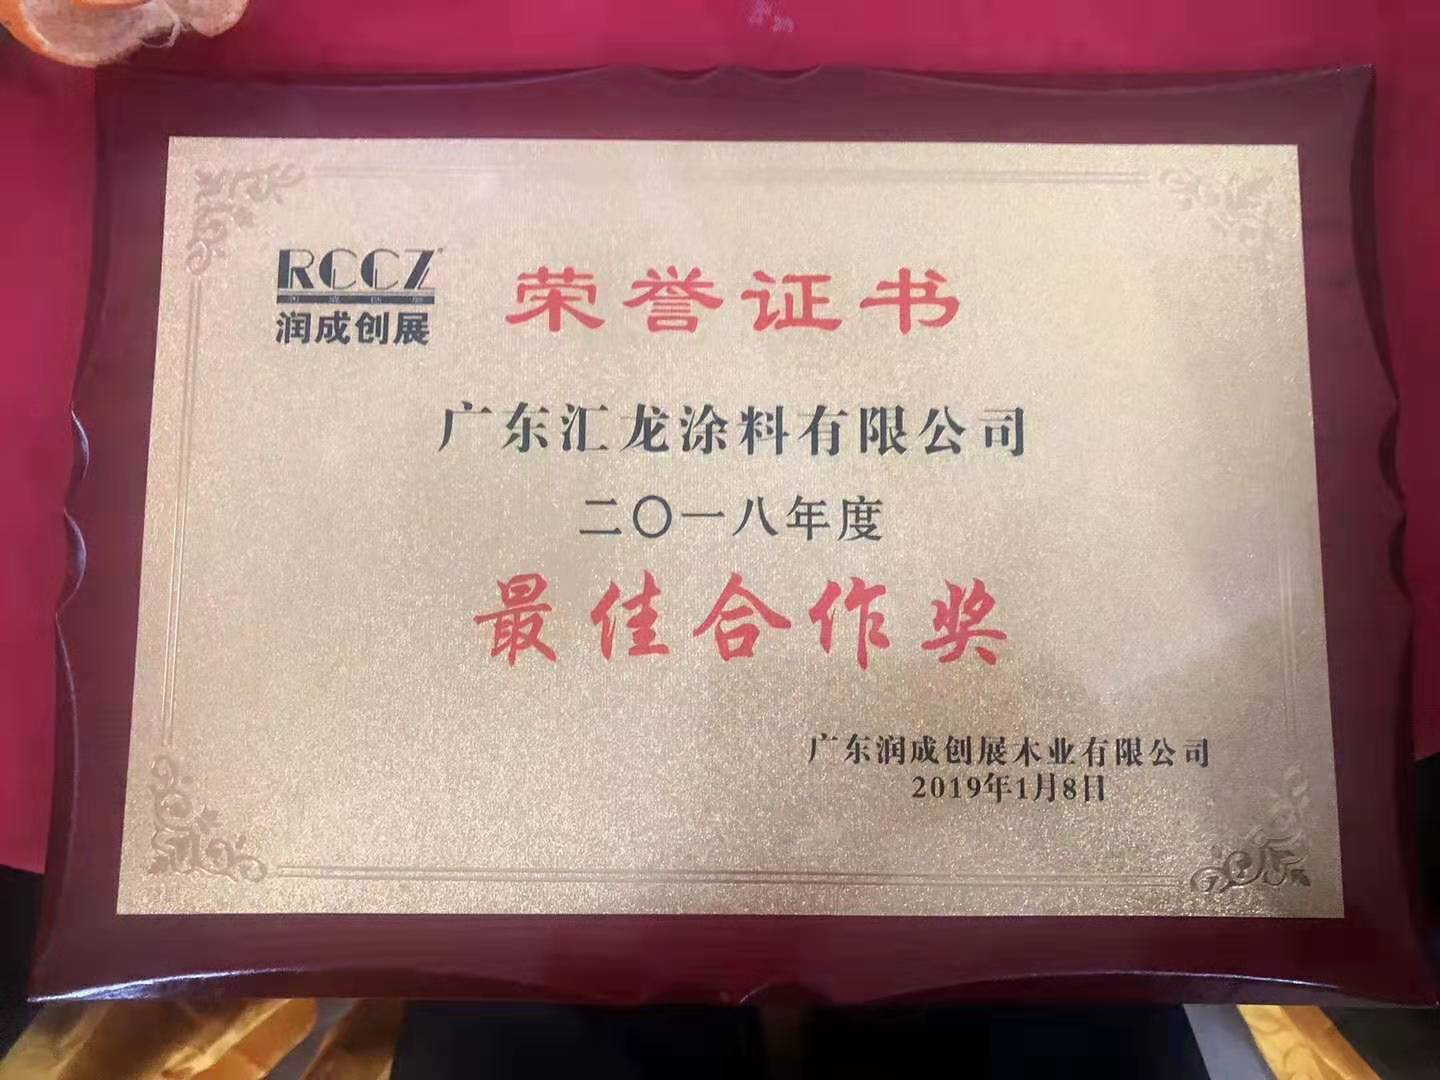 RCCZ
润成创展
荣誉证书
广东汇龙涂料有限公司
二〇一八年度
最佳合作奖
广东润成创展木业有限公司
2019年1月8日